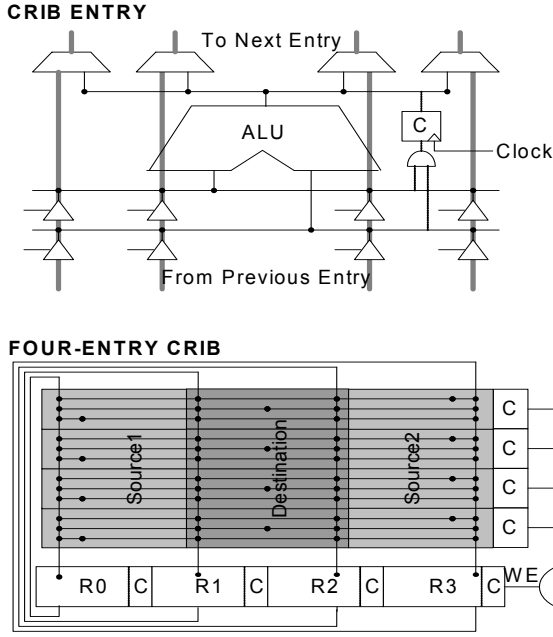 CRIB ENTRY
To Next Entry
ALU
C
Clock
From Previous Entry
FOUR-ENTRY CRIB
Source1
Destination
Source2
C
C
C
C
R0 C R1 C R2 C R3 C WE